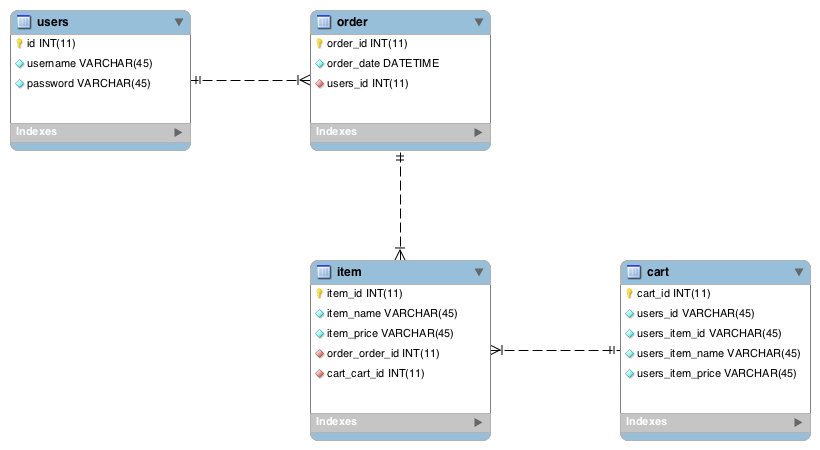 users
id INT(11)
username VARCHAR(45)
password VARCHAR(45)
Indexes
order
order_id INT(11)
order_date DATETIME
users_id INT(11)
Indexes
item
item_id INT(11)
item_name VARCHAR(45)
item_price VARCHAR(45)
order_order_id INT(11)
cart_cart_id INT(11)
Indexes
cart
cart_id INT(11)
users_id VARCHAR(45)
users_item_id VARCHAR(45)
users_item_name VARCHAR(45)
users_item_price VARCHAR(45)
Indexes